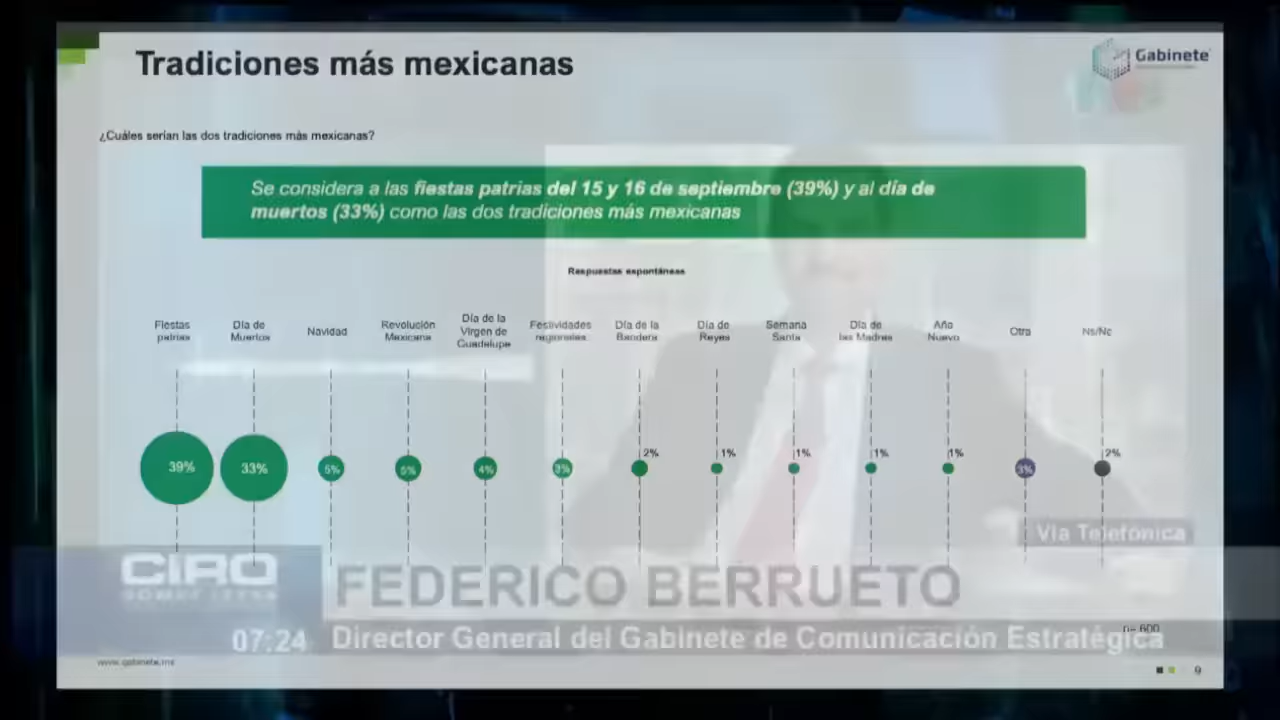 Tradiciones más mexicanas
Gabinete
¿Cuáles serían las dos tradiciones más mexicanas?
Se considera a las fiestas patrias del 15 y 16 de septiembre (39%) y al día de
muertos (33%) como las dos tradiciones más mexicanas
Respuestas espontáneas
Fiestas
patrias
Día de
Muertos
Navidad
Revolución
Mexicana
Día de la
Virgen de
Guadalupe
Festividades
regionales
Día de la
Bandera
Día de
Reyes
Semana
Santa
Día de
las Madres
Año
Nuevo
Otra
Ns/Nc
39%
33%
5%
5%
4%
3%
2%
1%
1%
1%
1%
3%
2%
Vía Telefónica
CIRO
GÓMEZ LEYVA
FEDERICO BERRUETO
n= 600
07:24
Director General del Gabinete de Comunicación Estratégica
www.gabinete.mx
9